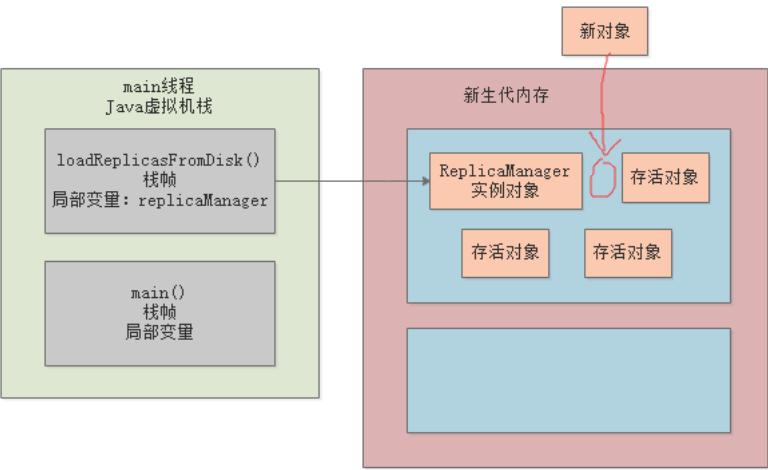 新对象
main线程
Java虚拟机栈
新生代内存
loadReplicasFromDisk()
栈帧
局部变量：replicaManager
ReplicaManager
实例对象
存活对象
存活对象
存活对象
main()
栈帧
局部变量